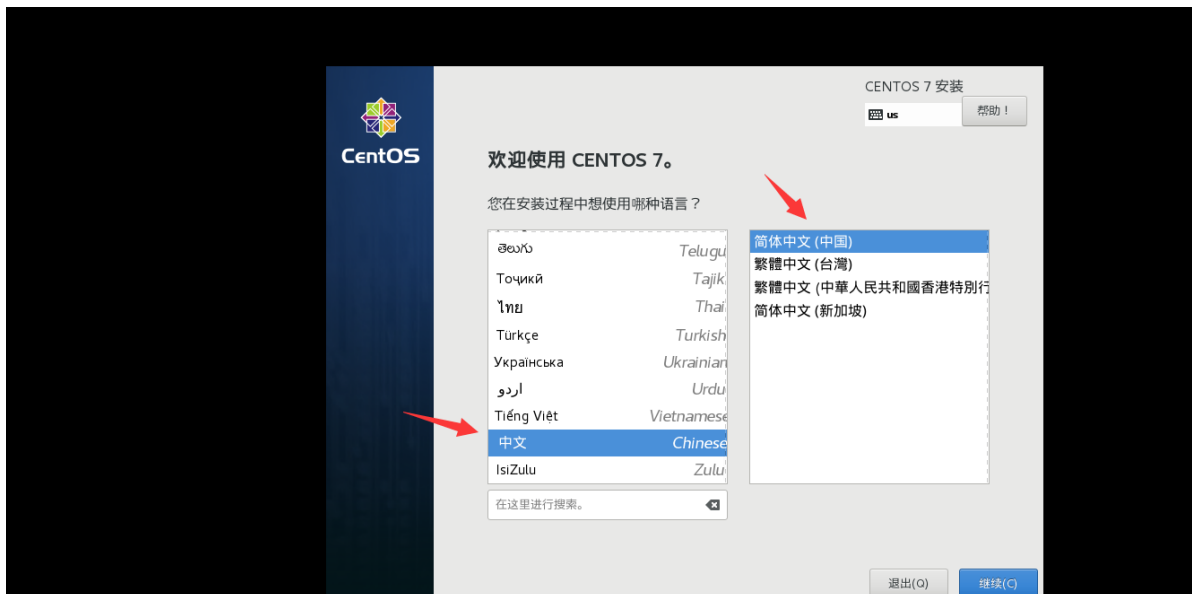 CENTOS 7 安装
us
帮助！
CentOS
欢迎使用 CENTOS 7。
您在安装过程中想使用哪种语言？
తెలుగు Telugu
Тоҷикӣ Tajik
ไทย Thai
Türkçe Turkish
Українська Ukrainian
اردو Urdu
Tiếng Việt Vietnamese
中文 Chinese
IsiZulu Zulu
在这里进行搜索。
简体中文 (中国)
繁體中文 (台灣)
繁體中文 (中華人民共和國香港特別行
简体中文 (新加坡)
退出(Q)
继续(C)